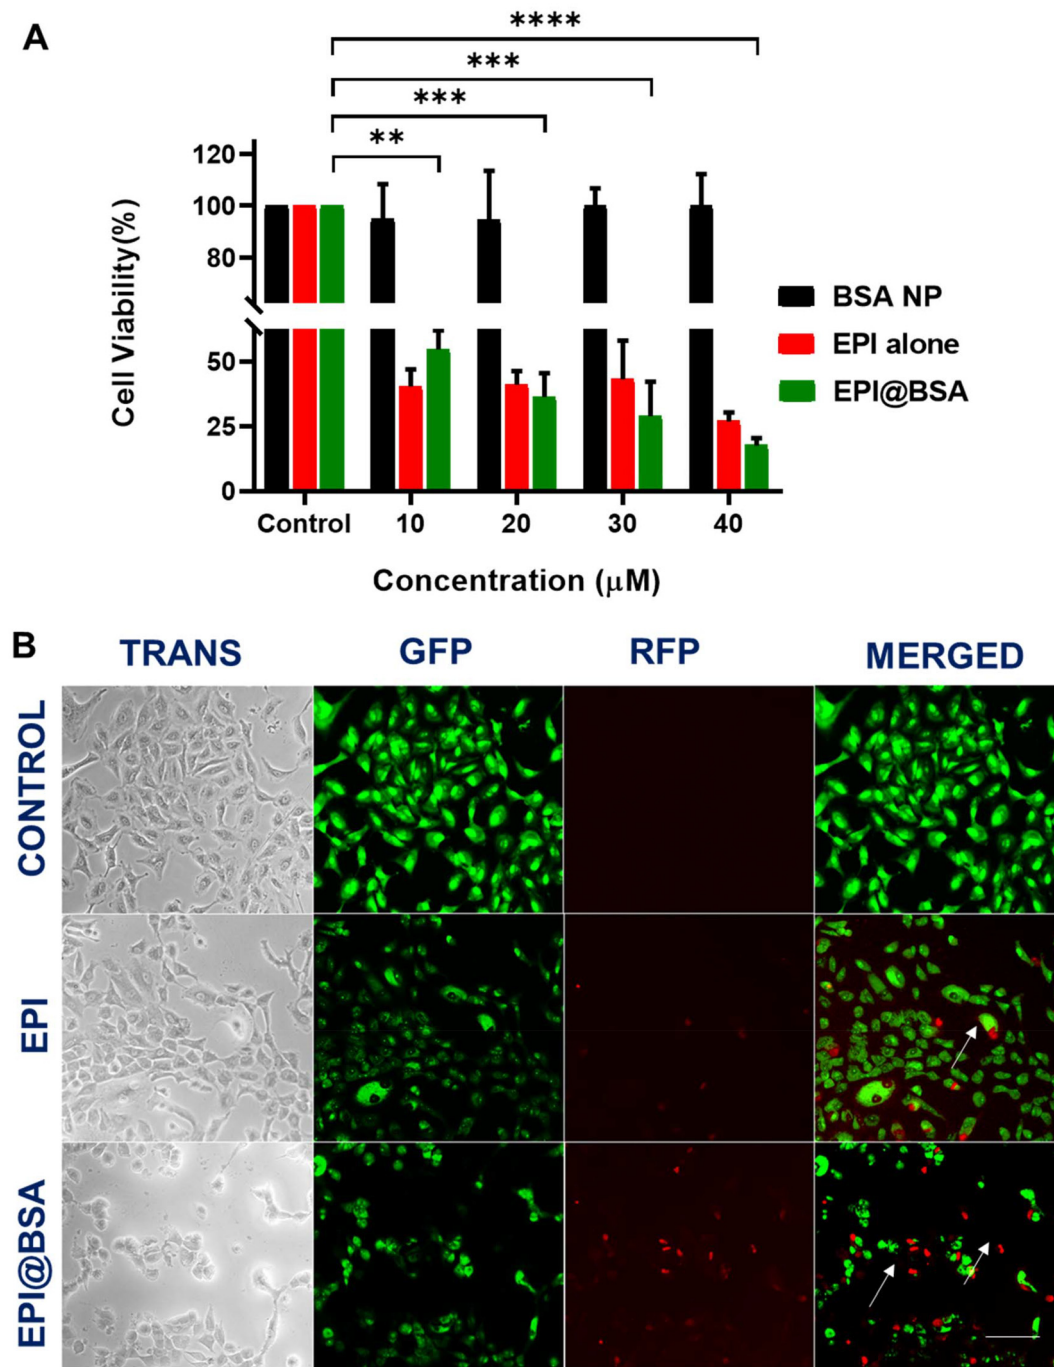 A
****
***
***
**
120
100
80
50
25
0
Cell Viability(%)
Control 10 20 30 40
Concentration (μM)
BSA NP
EPI alone
EPI@BSA
B
TRANS GFP RFP MERGED
CONTROL
EPI
EPI@BSA